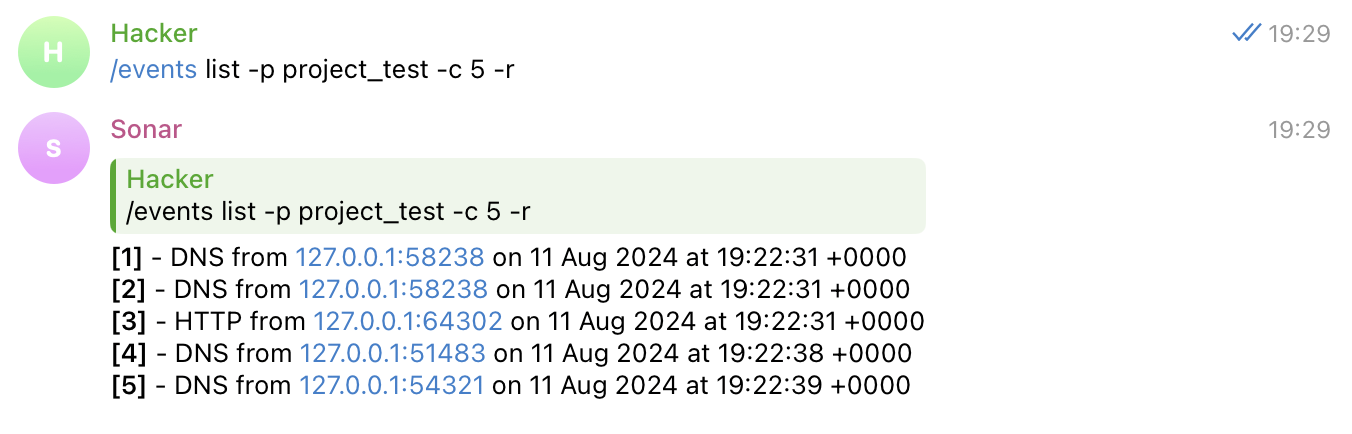 H
Hacker
19:29
/events list -p project_test -c 5 -r
S
Sonar
19:29
Hacker
/events list -p project_test -c 5 -r
[1] - DNS from 127.0.0.1:58238 on 11 Aug 2024 at 19:22:31 +0000
[2] - DNS from 127.0.0.1:58238 on 11 Aug 2024 at 19:22:31 +0000
[3] - HTTP from 127.0.0.1:64302 on 11 Aug 2024 at 19:22:31 +0000
[4] - DNS from 127.0.0.1:51483 on 11 Aug 2024 at 19:22:38 +0000
[5] - DNS from 127.0.0.1:54321 on 11 Aug 2024 at 19:22:39 +0000